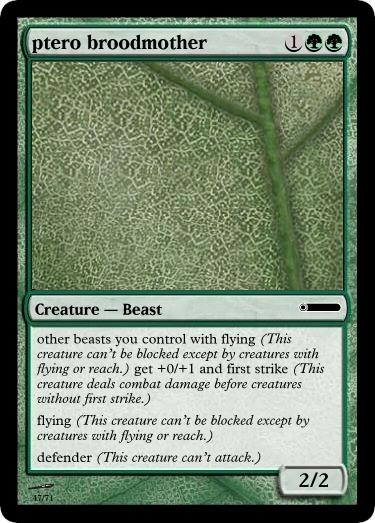 ptero broodmother 1
Creature — Beast
other beasts you control with flying (This
creature can't be blocked except by creatures with
flying or reach.) get +0/+1 and first strike (This
creature deals combat damage before creatures
without first strike.)
flying (This creature can't be blocked except by
creatures with flying or reach.)
defender (This creature can't attack.)
2/2
47/71